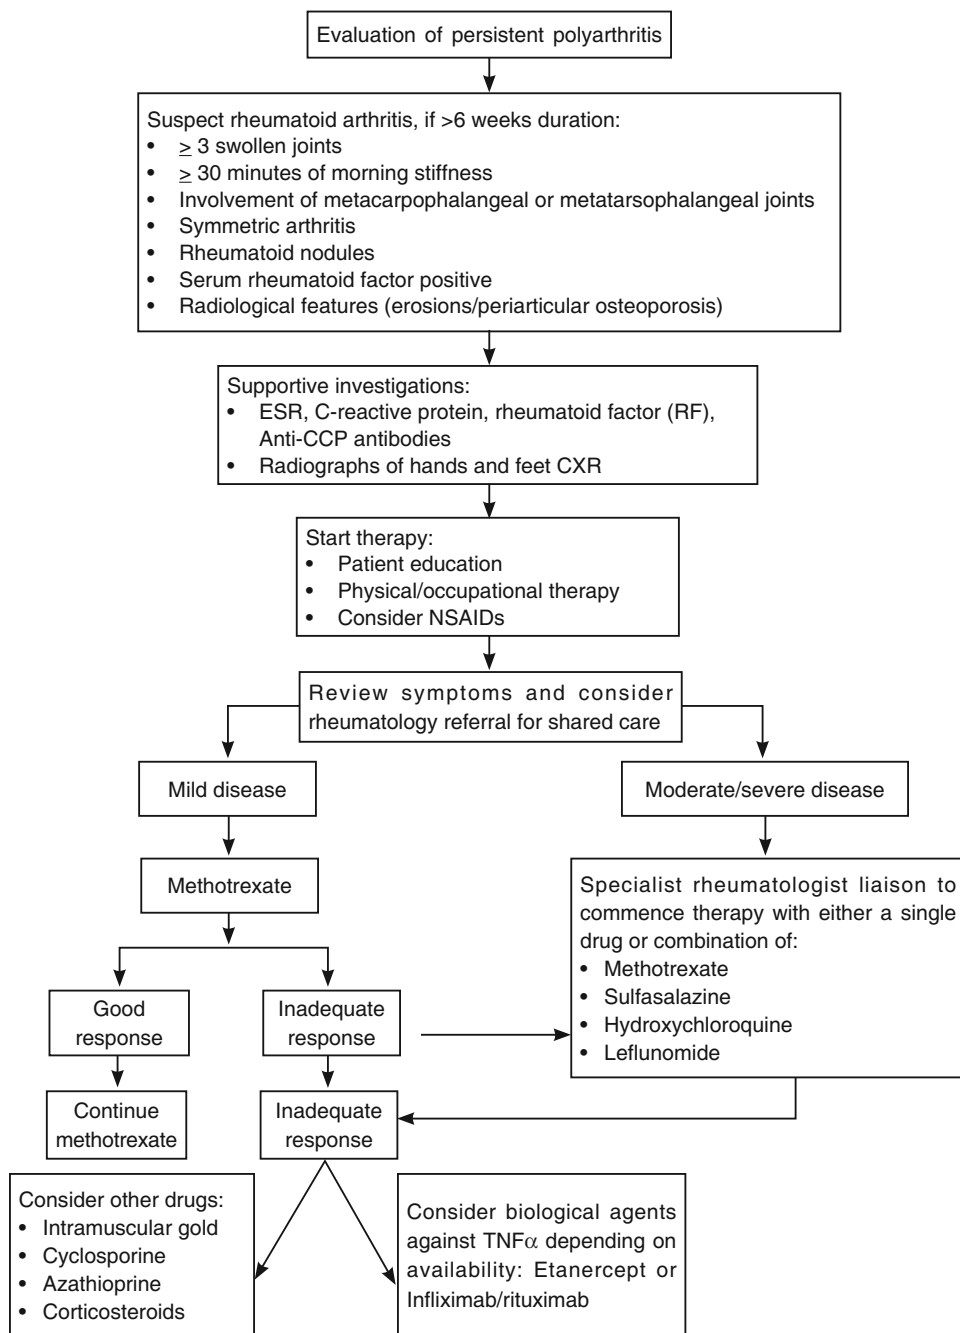 Evaluation of persistent polyarthritis
Suspect rheumatoid arthritis, if >6 weeks duration:
• ≥ 3 swollen joints
• ≥ 30 minutes of morning stiffness
• Involvement of metacarpophalangeal or metatarsophalangeal joints
• Symmetric arthritis
• Rheumatoid nodules
• Serum rheumatoid factor positive
• Radiological features (erosions/periarticular osteoporosis)
Supportive investigations:
• ESR, C-reactive protein, rheumatoid factor (RF),
Anti-CCP antibodies
• Radiographs of hands and feet CXR
Start therapy:
• Patient education
• Physical/occupational therapy
• Consider NSAIDs
Review symptoms and consider
rheumatology referral for shared care
Mild disease
Moderate/severe disease
Methotrexate
Specialist rheumatologist liaison to
commence therapy with either a single
drug or combination of:
• Methotrexate
• Sulfasalazine
• Hydroxychloroquine
• Leflunomide
Good
response
Inadequate
response
Continue
methotrexate
Inadequate
response
Consider other drugs:
• Intramuscular gold
• Cyclosporine
• Azathioprine
• Corticosteroids
Consider biological agents
against TNFα depending on
availability: Etanercept or
Infliximab/rituximab